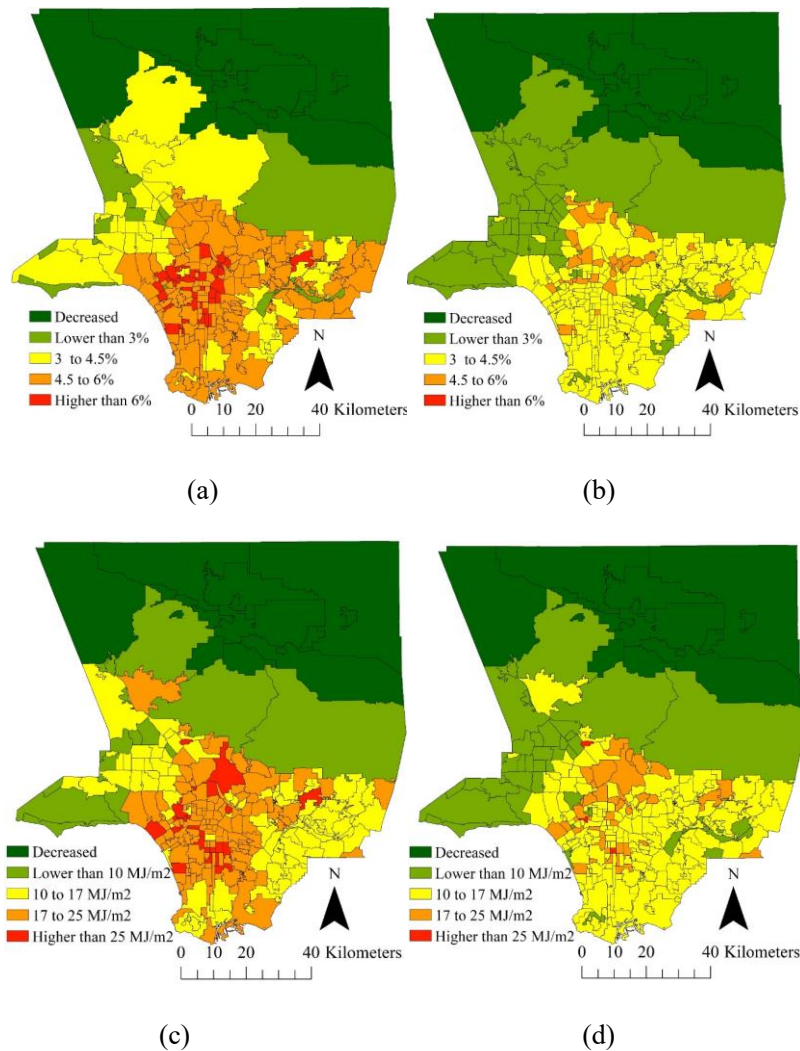 Decreased
Lower than 3%
3 to 4.5%
4.5 to 6%
Higher than 6%
N
0 10 20 40 Kilometers
(a)
Decreased
Lower than 3%
3 to 4.5%
4.5 to 6%
Higher than 6%
N
0 10 20 40 Kilometers
(b)
Decreased
Lower than 10 MJ/m2
10 to 17 MJ/m2
17 to 25 MJ/m2
Higher than 25 MJ/m2
N
0 10 20 40 Kilometers
(c)
Decreased
Lower than 10 MJ/m2
10 to 17 MJ/m2
17 to 25 MJ/m2
Higher than 25 MJ/m2
N
0 10 20 40 Kilometers
(d)